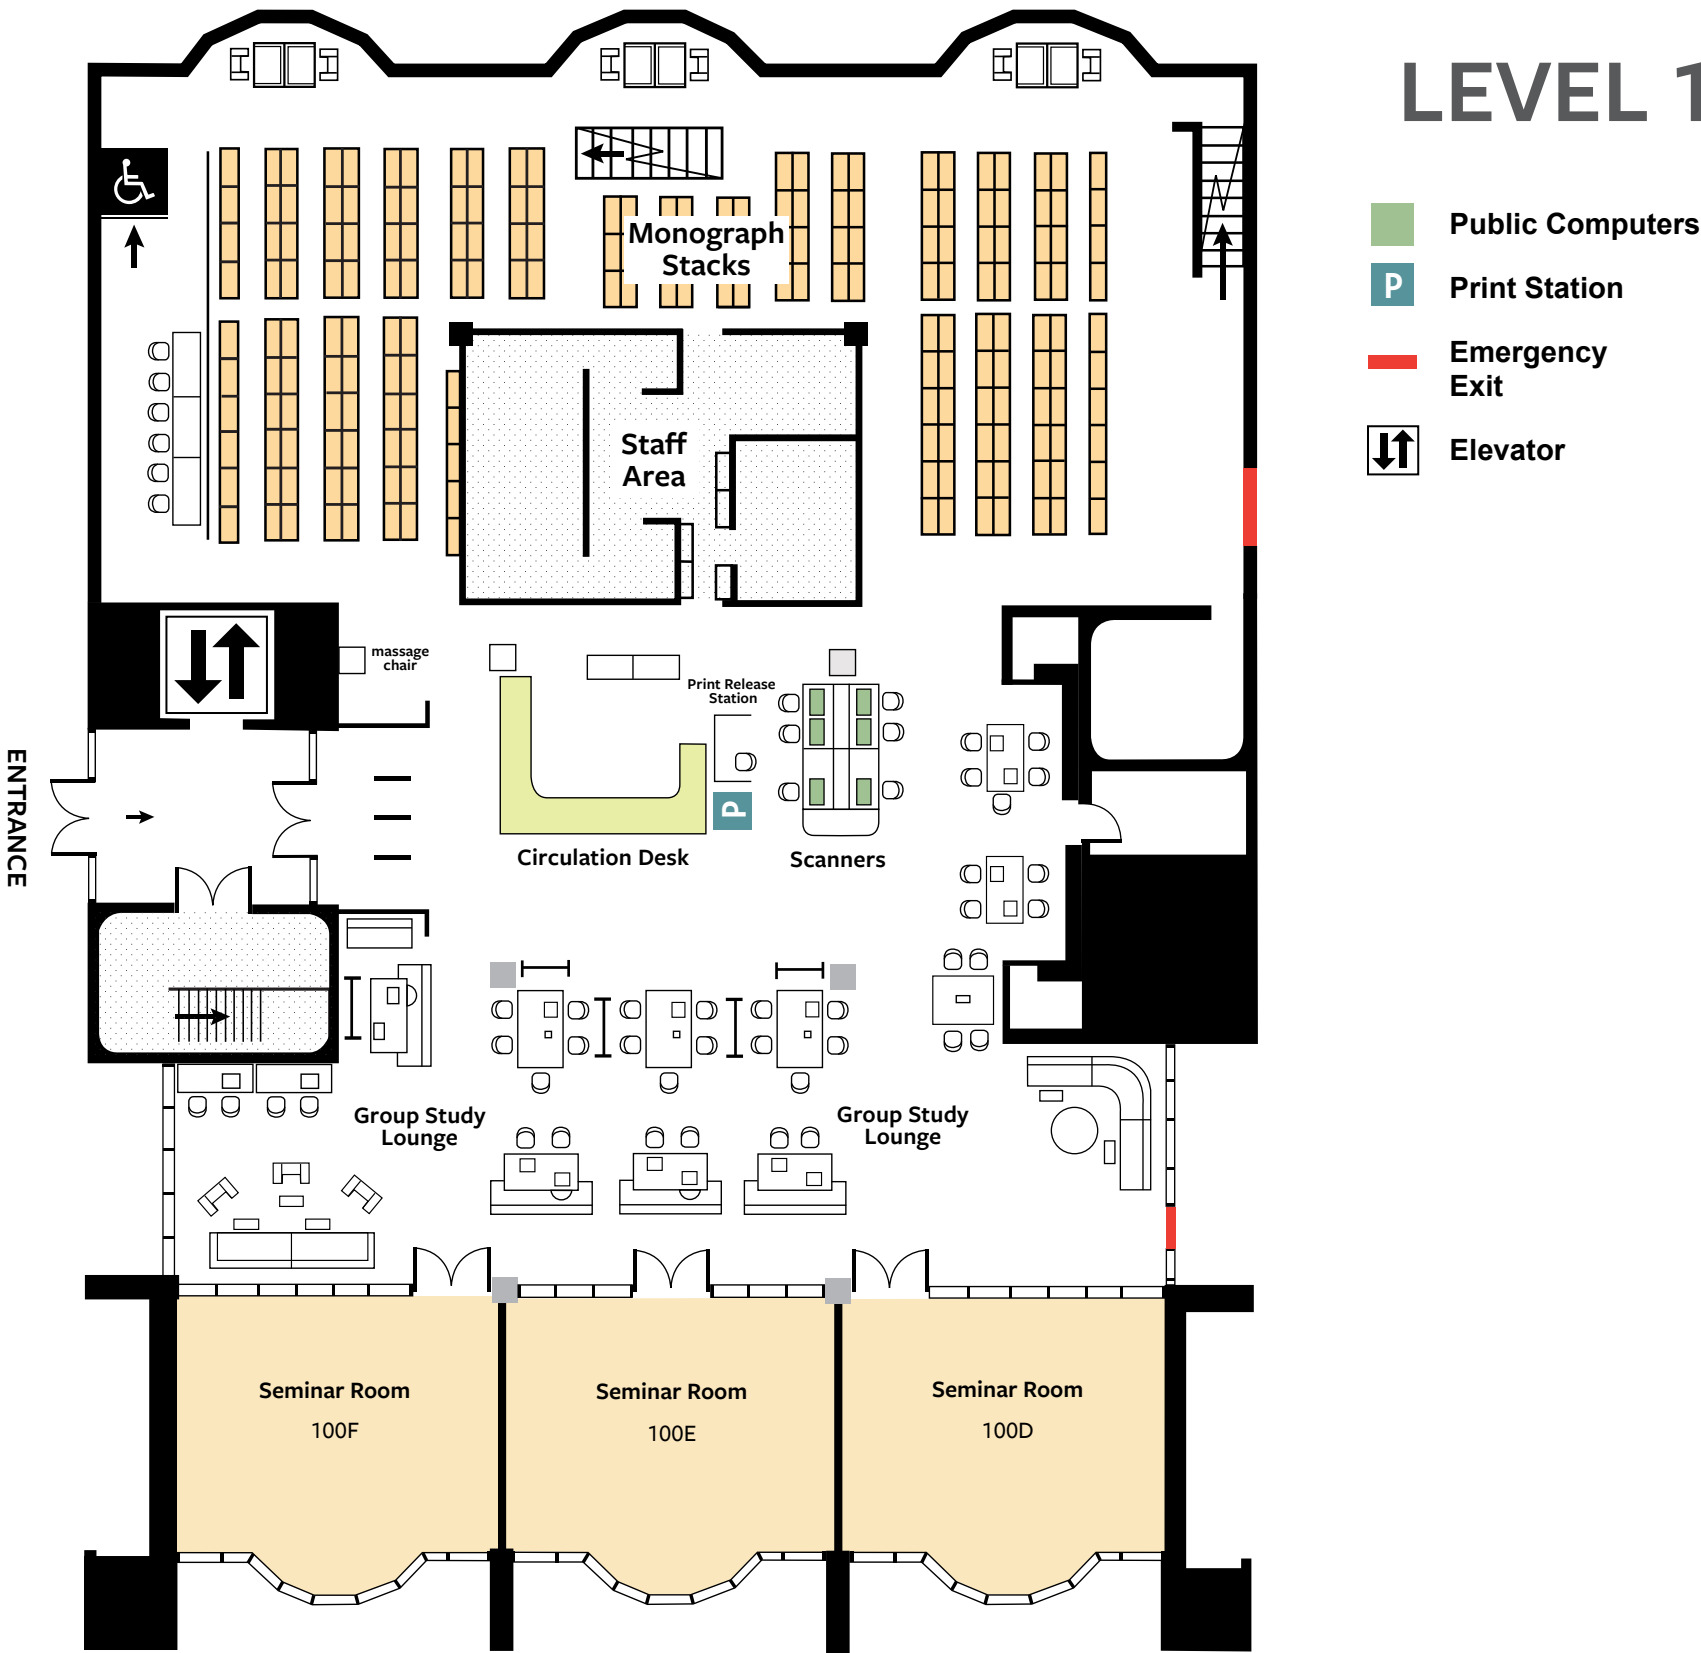 LEVEL 1
Public Computers
P
Print Station
Emergency
Exit
Elevator
Monograph
Stacks
Staff
Area
massage
chair
Print Release
Station
P
ENTRANCE
Circulation Desk
Scanners
Group Study
Lounge
Group Study
Lounge
Seminar Room
100F
Seminar Room
100E
Seminar Room
100D